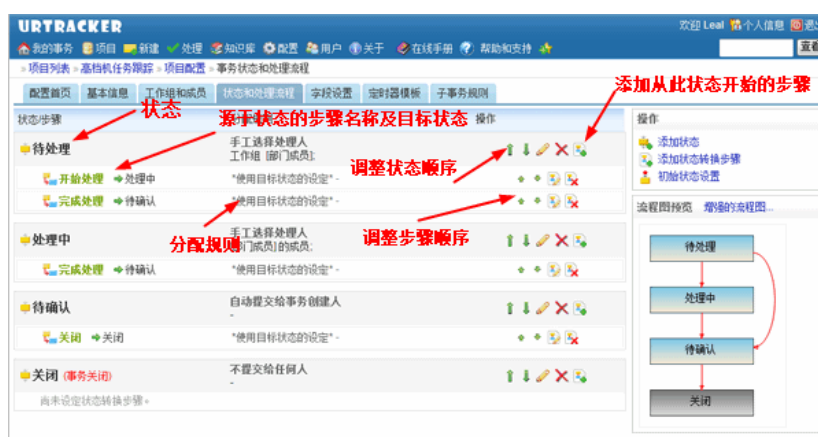 URTRACKER
欢迎 Leal 个人信息
我的事务 项目 新建 处理 知识库 配置 用户 关于 在线手册 帮助和支持
» 项目列表 » 高档机任务跟踪 » 项目配置 » 事务状态和处理流程
配置首页 基本信息 工作组和成员 状态和处理流程 字段设置 定时器模板 子事务规则
添加从此状态开始的步骤
状态
源于状态的步骤名称及目标状态
状态/步骤 操作
操作
待处理 手工选择处理人
工作组 [部门成员];
添加状态
添加状态转换步骤
初始状态设置
调整状态顺序
开始处理 处理中 "使用目标状态的设定" -
完成处理 待确认 "使用目标状态的设定" -
流程图预览 增强的流程图...
分配规则
调整步骤顺序
处理中 手工选择处理人
部门成员]的成员;
完成处理 待确认 "使用目标状态的设定" -
待确认 自动提交给事务创建人
-
关闭 关闭 "使用目标状态的设定" -
关闭 (事务关闭) 不提交给任何人
-
尚未设定状态转换步骤。
待处理
处理中
待确认
关闭